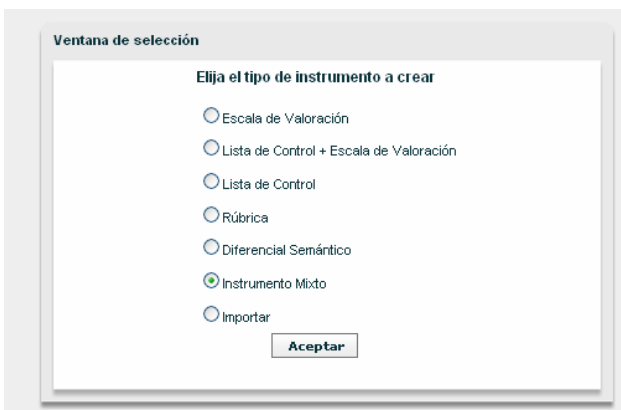 Ventana de selección
Elija el tipo de instrumento a crear
Escala de Valoración
Lista de Control + Escala de Valoración
Lista de Control
Rúbrica
Diferencial Semántico
Instrumento Mixto
Importar
Aceptar